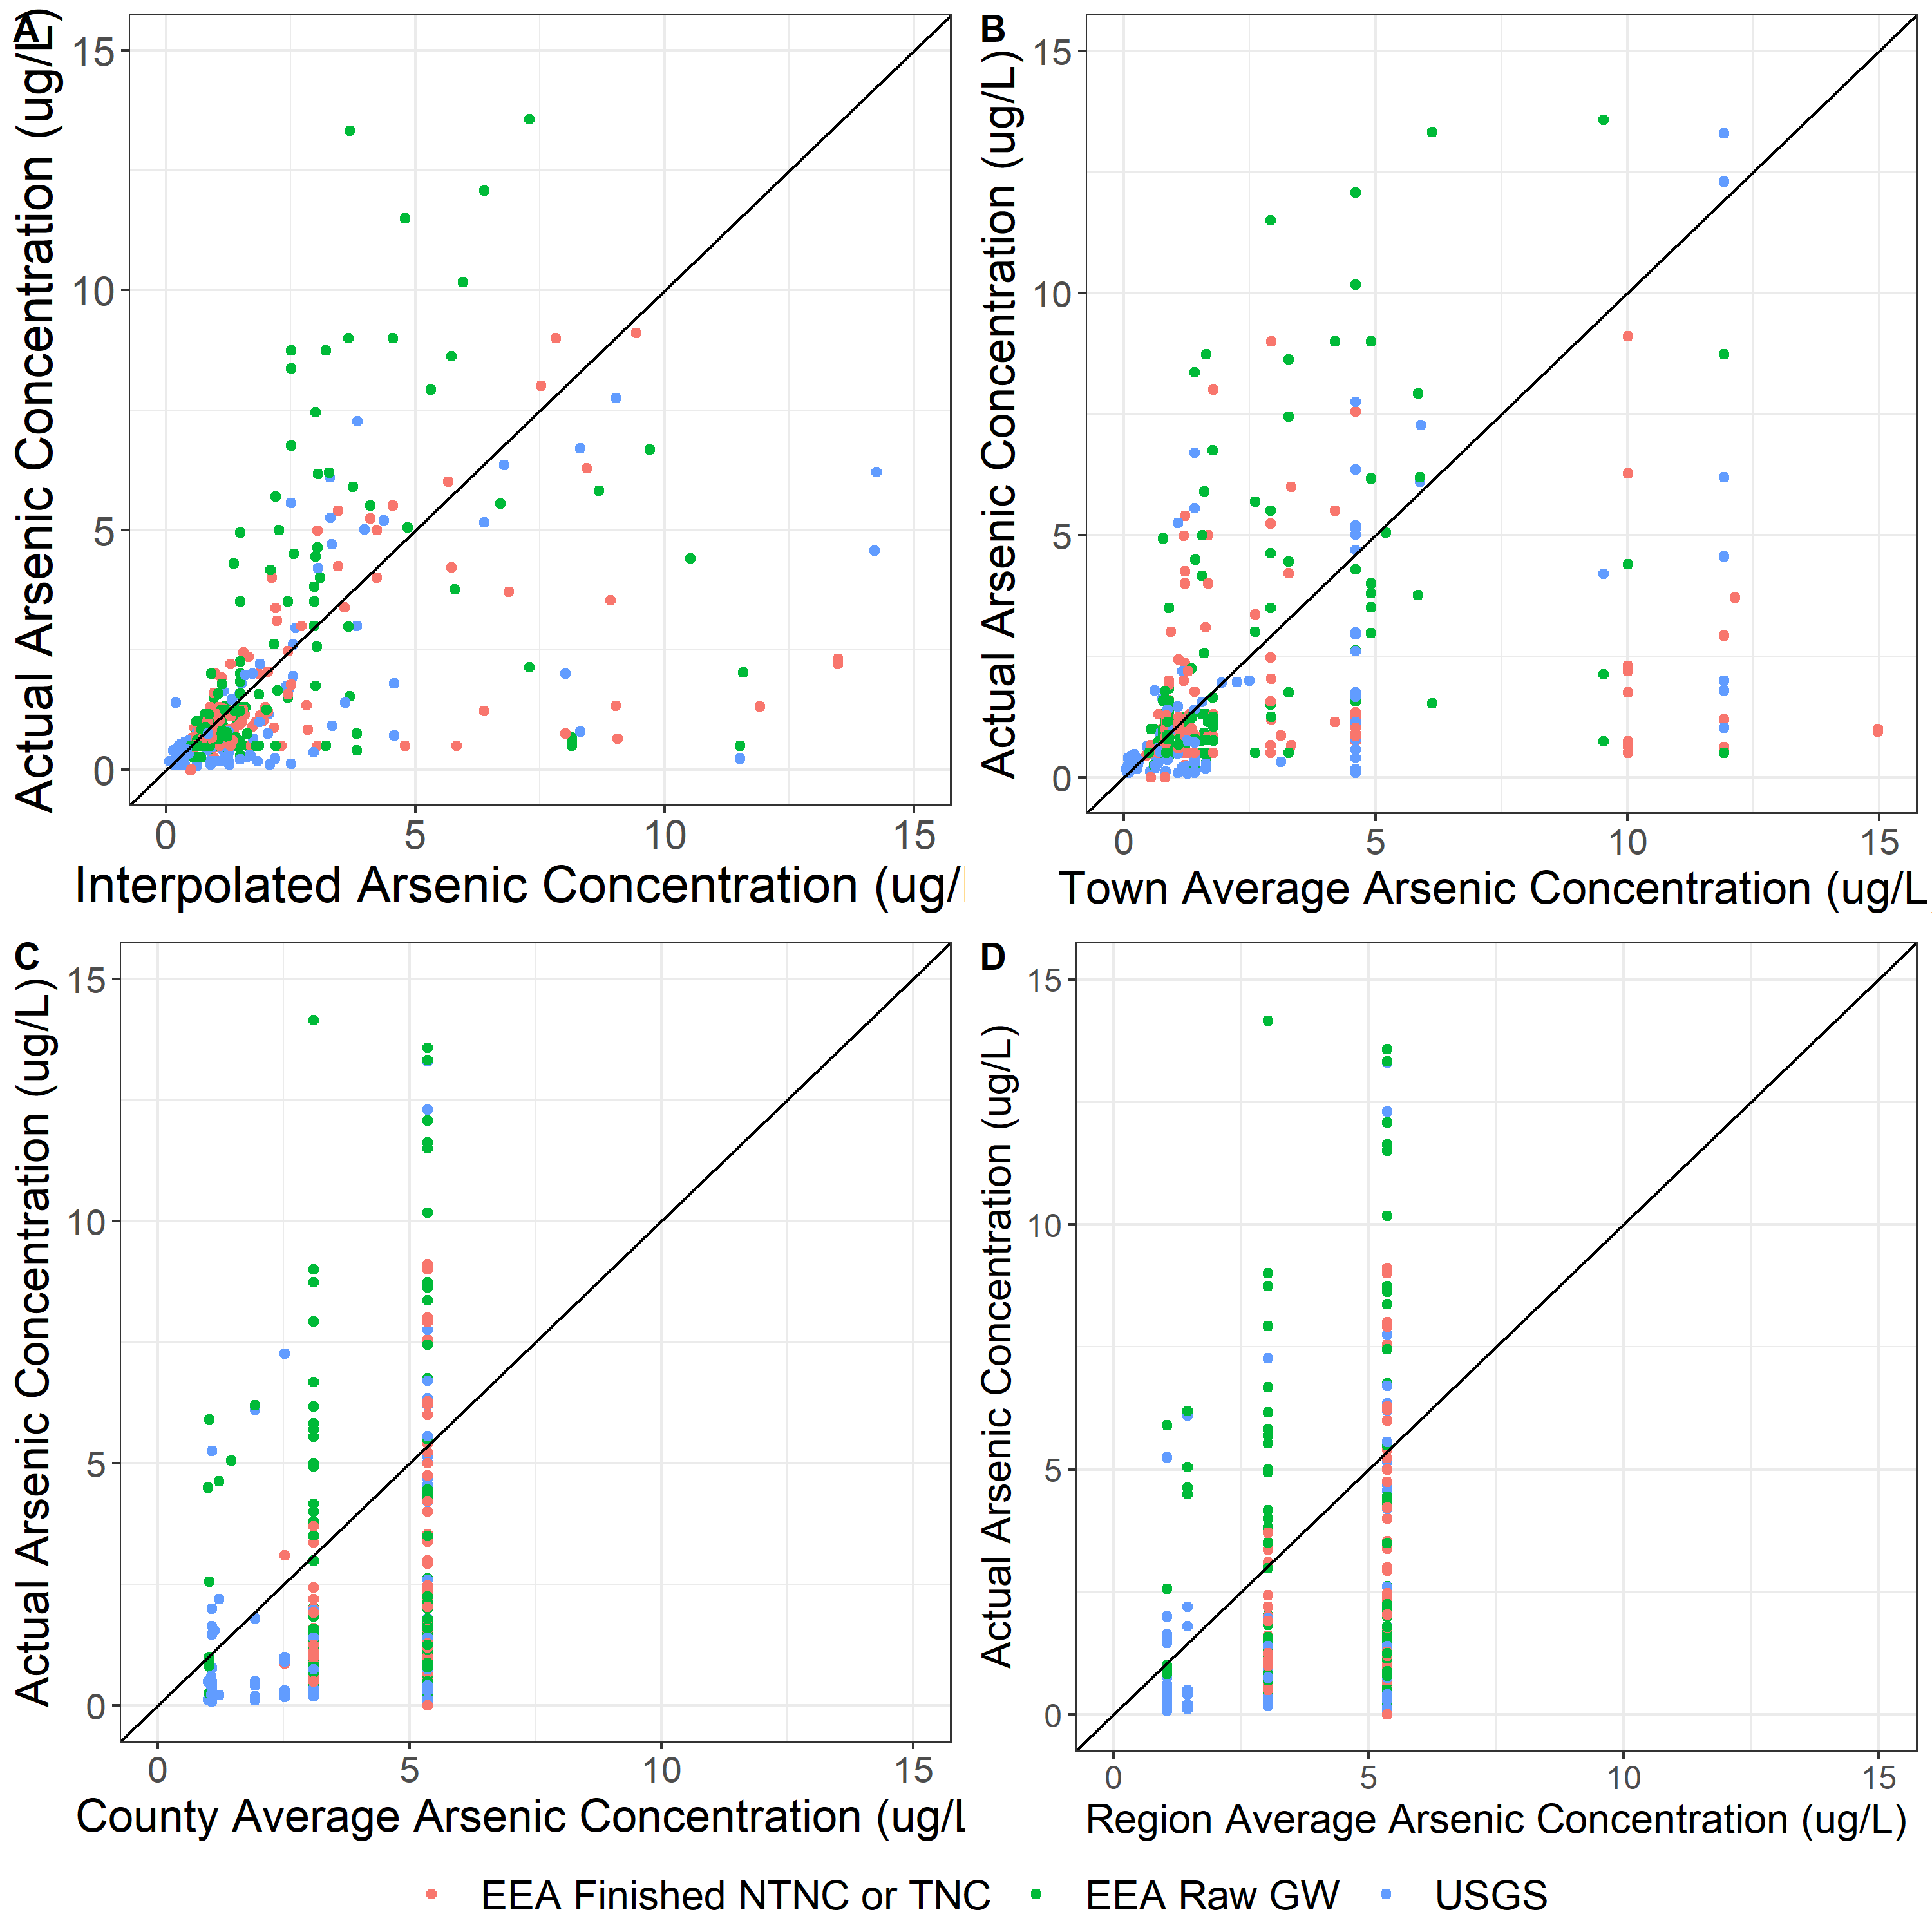 A
Actual Arsenic Concentration (ug/L)
15
10
5
0
0 5 10 15
Interpolated Arsenic Concentration (ug/
B
Actual Arsenic Concentration (ug/L)
15
10
5
0
0 5 10 15
Town Average Arsenic Concentration (ug/L
C
Actual Arsenic Concentration (ug/L)
15
10
5
0
0 5 10 15
County Average Arsenic Concentration (ug/L
D
Actual Arsenic Concentration (ug/L)
15
10
5
0
0 5 10 15
Region Average Arsenic Concentration (ug/L)
EEA Finished NTNC or TNC EEA Raw GW USGS